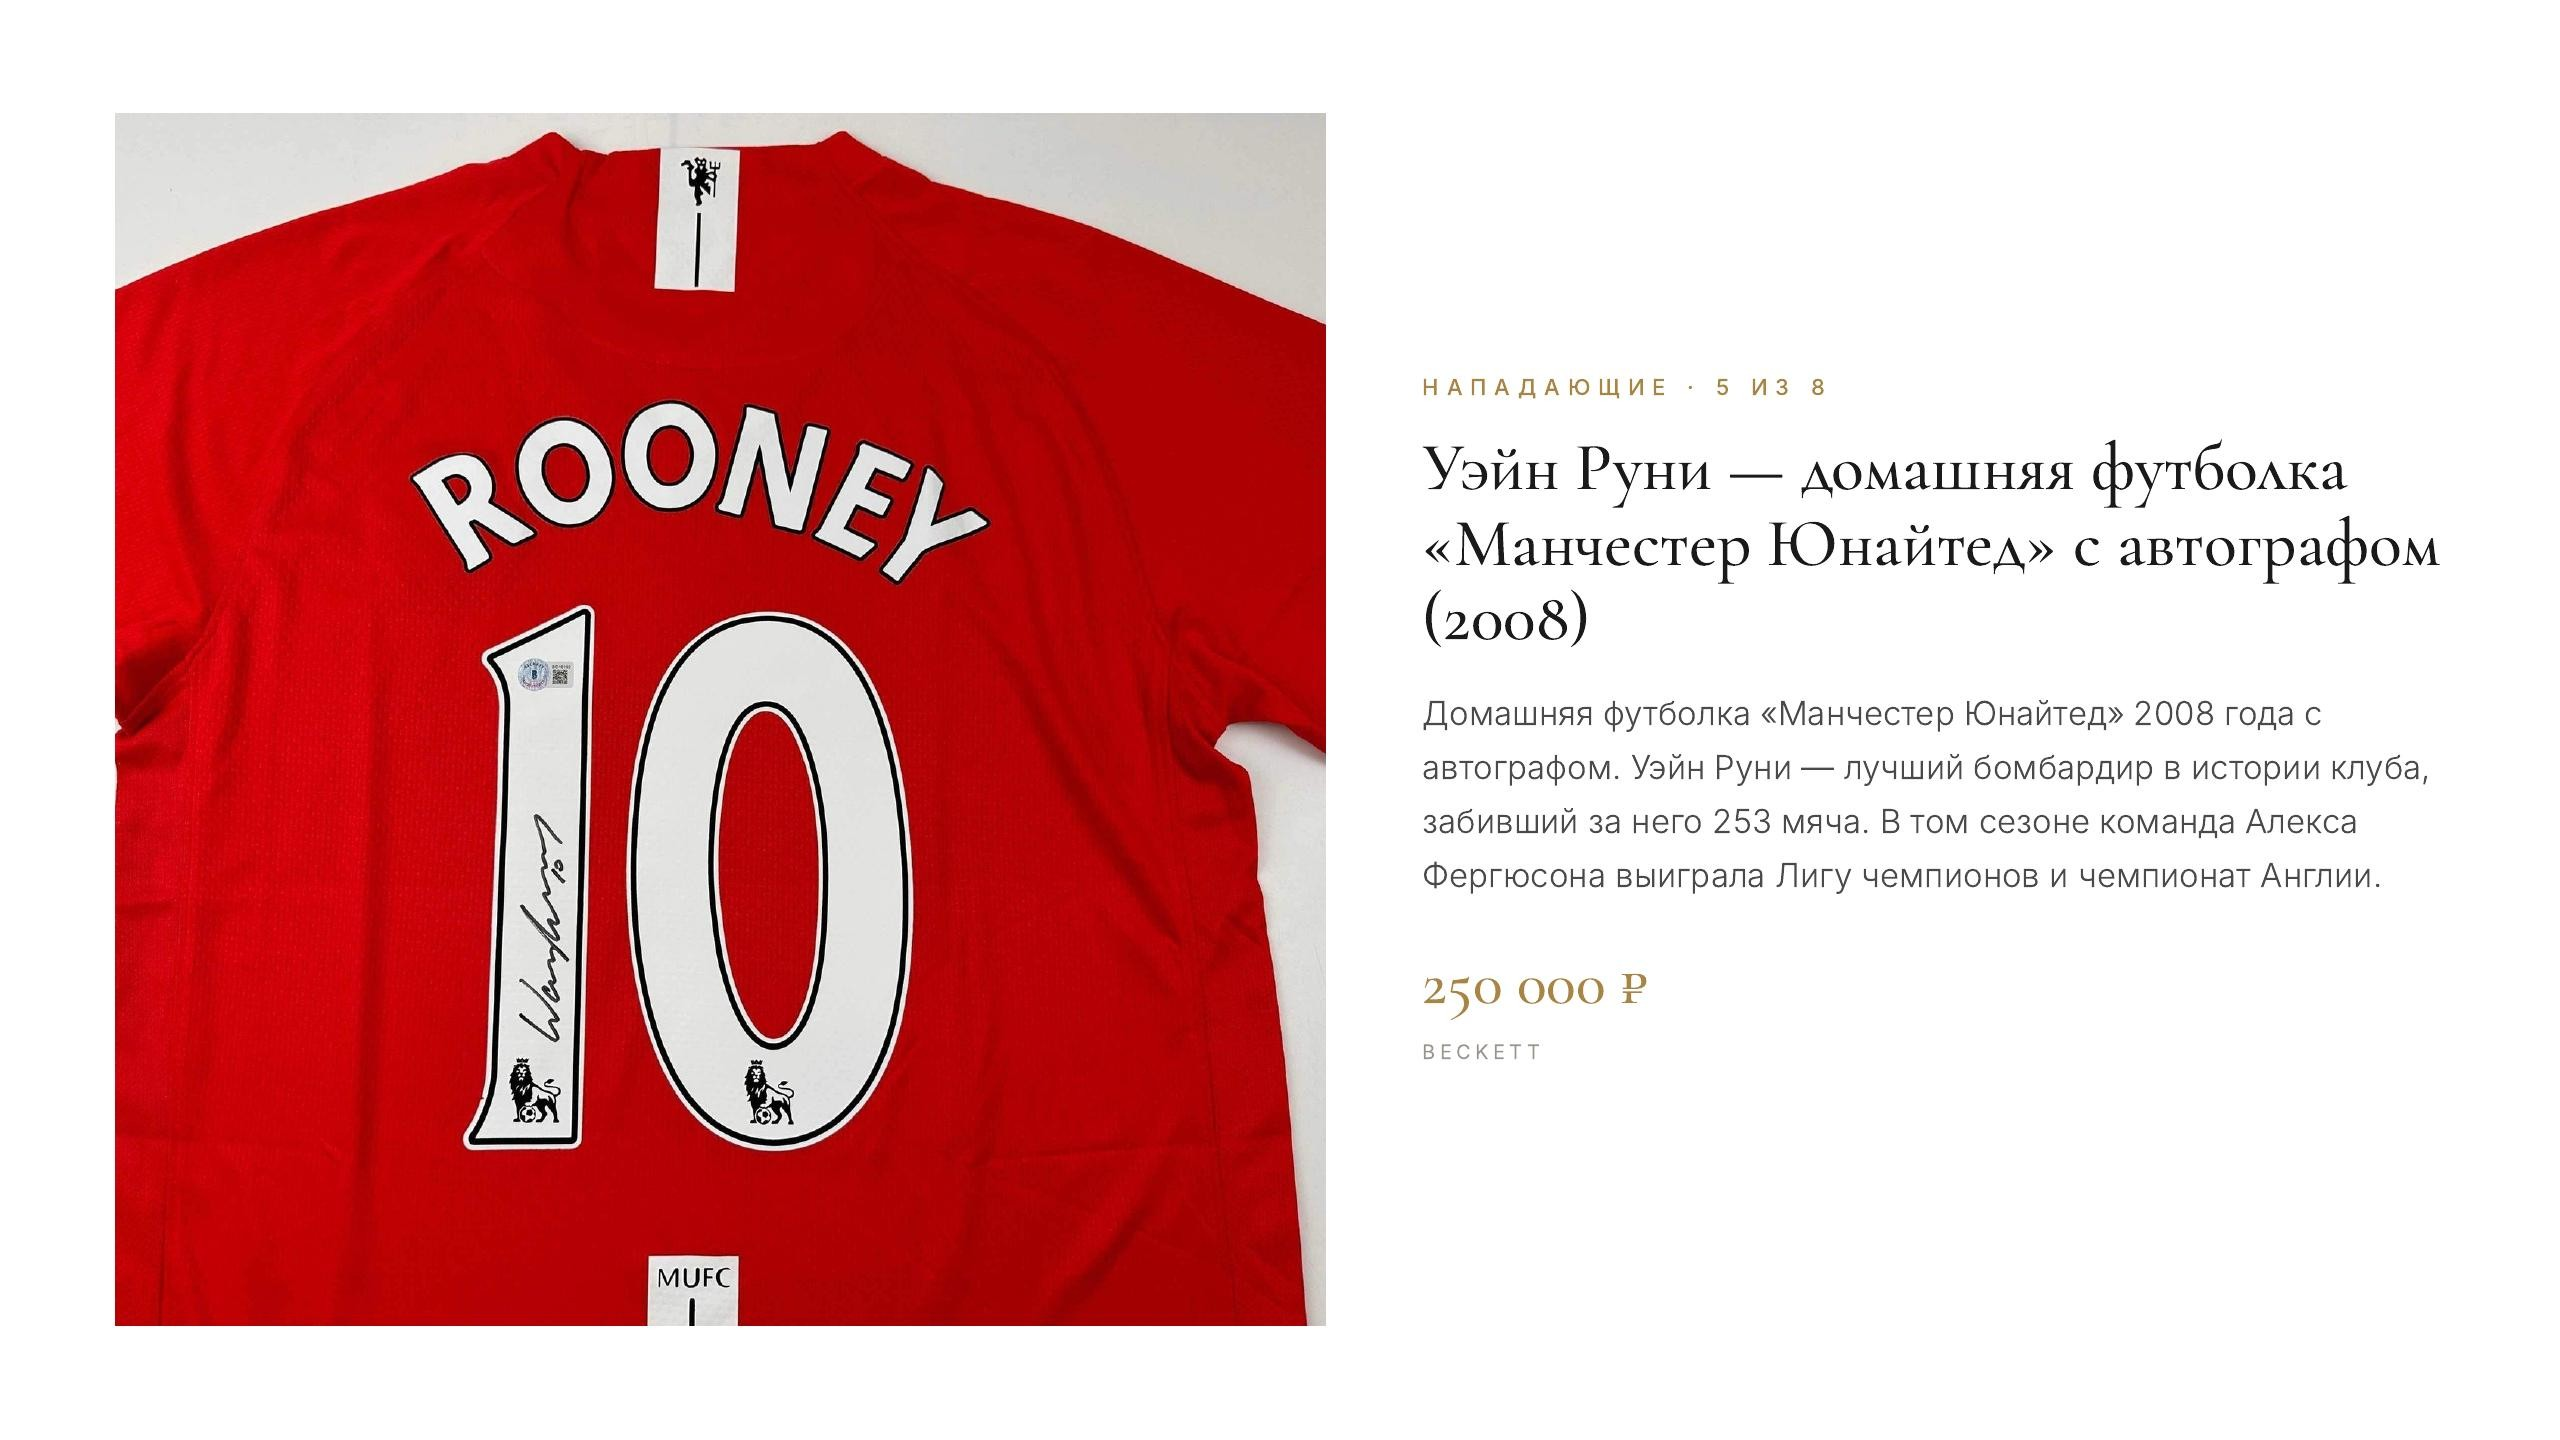 ROONEY
10
MUFC
НАПАДАЮЩИЕ · 5 ИЗ 8
Уэйн Руни — домашняя футболка
«Манчестер Юнайтед» с автографом
(2008)
Домашняя футболка «Манчестер Юнайтед» 2008 года с
автографом. Уэйн Руни — лучший бомбардир в истории клуба,
забивший за него 253 мяча. В том сезоне команда Алекса
Фергюсона выиграла Лигу чемпионов и чемпионат Англии.
250 000 ₽
BECKETT